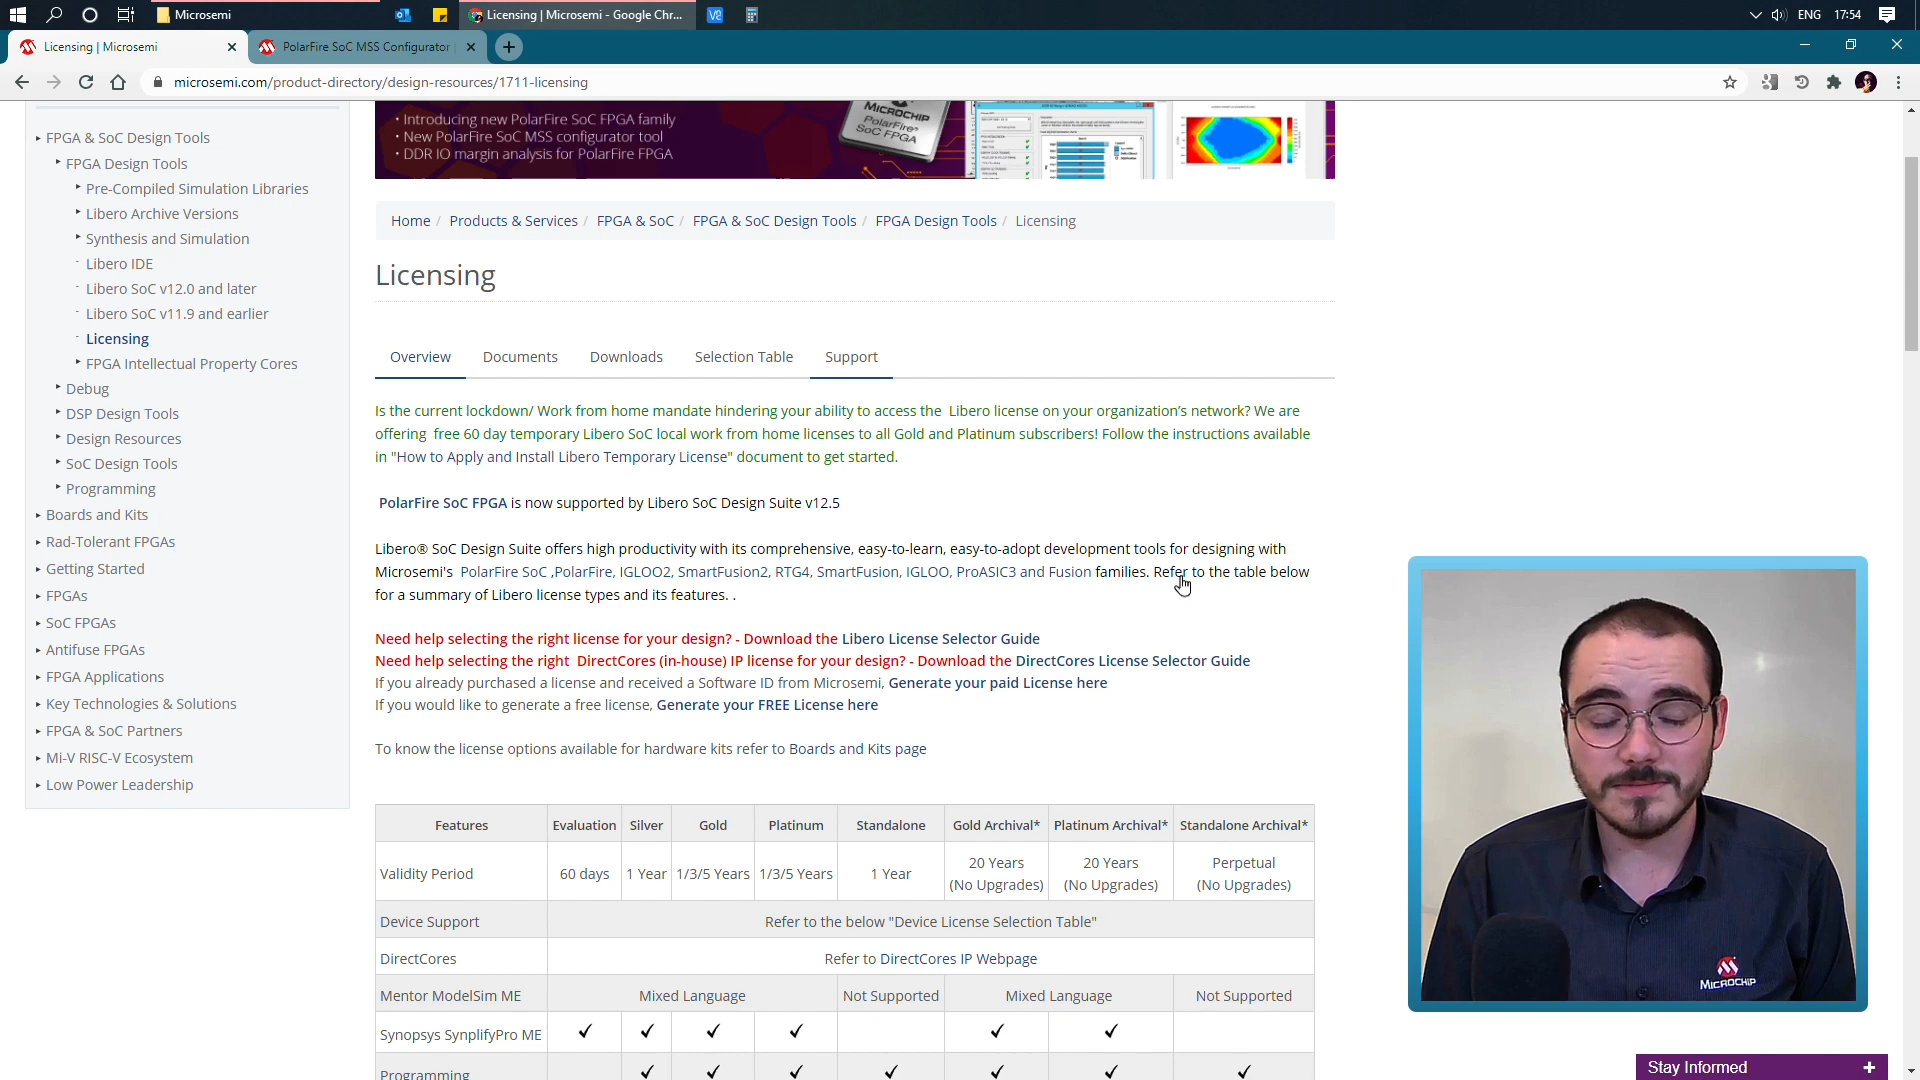 Microsemi
Licensing | Microsemi - Google Chr...
ENG
17:54
Licensing | Microsemi
PolarFire SoC MSS Configurator
microsemi.com/product-directory/design-resources/1711-licensing
• Introducing new PolarFire SoC FPGA family
• New PolarFire SoC MSS configurator tool
• DDR IO margin analysis for PolarFire FPGA
MICROCHIP
PolarFire®
SoC FPGA
FPGA & SoC Design Tools
FPGA Design Tools
Pre-Compiled Simulation Libraries
Libero Archive Versions
Synthesis and Simulation
Libero IDE
Libero SoC v12.0 and later
Libero SoC v11.9 and earlier
Licensing
FPGA Intellectual Property Cores
Debug
DSP Design Tools
Design Resources
SoC Design Tools
Programming
Boards and Kits
Rad-Tolerant FPGAs
Getting Started
FPGAs
SoC FPGAs
Antifuse FPGAs
FPGA Applications
Key Technologies & Solutions
FPGA & SoC Partners
Mi-V RISC-V Ecosystem
Low Power Leadership
Home / Products & Services / FPGA & SoC / FPGA & SoC Design Tools / FPGA Design Tools / Licensing
Licensing
Overview Documents Downloads Selection Table Support
Is the current lockdown/ Work from home mandate hindering your ability to access the Libero license on your organization's network? We are
offering free 60 day temporary Libero SoC local work from home licenses to all Gold and Platinum subscribers! Follow the instructions available
in "How to Apply and Install Libero Temporary License" document to get started.
PolarFire SoC FPGA is now supported by Libero SoC Design Suite v12.5
Libero® SoC Design Suite offers high productivity with its comprehensive, easy-to-learn, easy-to-adopt development tools for designing with
Microsemi's PolarFire SoC ,PolarFire, IGLOO2, SmartFusion2, RTG4, SmartFusion, IGLOO, ProASIC3 and Fusion families. Refer to the table below
for a summary of Libero license types and its features. .
Need help selecting the right license for your design? - Download the Libero License Selector Guide
Need help selecting the right DirectCores (in-house) IP license for your design? - Download the DirectCores License Selector Guide
If you already purchased a license and received a Software ID from Microsemi, Generate your paid License here
If you would like to generate a free license, Generate your FREE License here
To know the license options available for hardware kits refer to Boards and Kits page
Features Evaluation Silver Gold Platinum Standalone Gold Archival* Platinum Archival* Standalone Archival*
Validity Period 60 days 1 Year 1/3/5 Years 1/3/5 Years 1 Year 20 Years (No Upgrades) 20 Years (No Upgrades) Perpetual (No Upgrades)
Device Support Refer to the below "Device License Selection Table"
DirectCores Refer to DirectCores IP Webpage
Mentor ModelSim ME Mixed Language Not Supported Mixed Language Not Supported
Synopsys SynplifyPro ME ✓ ✓ ✓ ✓ ✓ ✓
Programming ✓ ✓ ✓ ✓ ✓ ✓ ✓
MICROCHIP
Stay Informed +